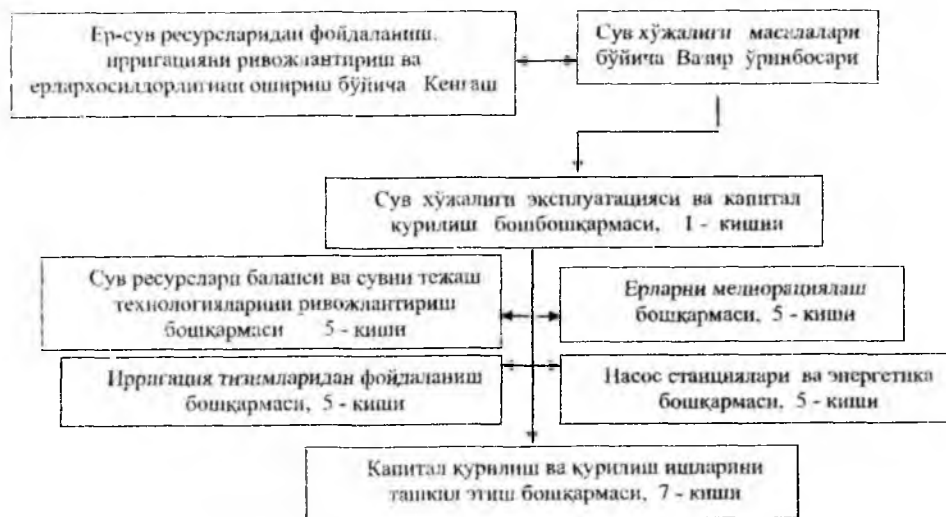 Ер-сув ресурсларидан фойдаланиш,
ирригацияни ривожлантириш ва
ерларҳосилдорлигини ошириш бўйича Кенгаш
Сув хўжалиги масалалари
бўйича Вазир ўринбосари
Сув хўжалиги эксплуатацияси ва капитал
қурилиш бошбошқармаси, 1 - кишни
Сув ресурслари баланси ва сувни тежаш
технологияларини ривожлантириш
бошқармаси 5 - киши
Ерларни мелиорациялаш
бошқармаси, 5 - киши
Ирригация тизимларидан фойдаланиш
бошқармаси, 5 - киши
Насос станциялари ва энергетика
бошқармаси, 5 - киши
Капитал қурилиш ва қурилиш ишларини
ташкил этиш бошқармаси, 7 - киши